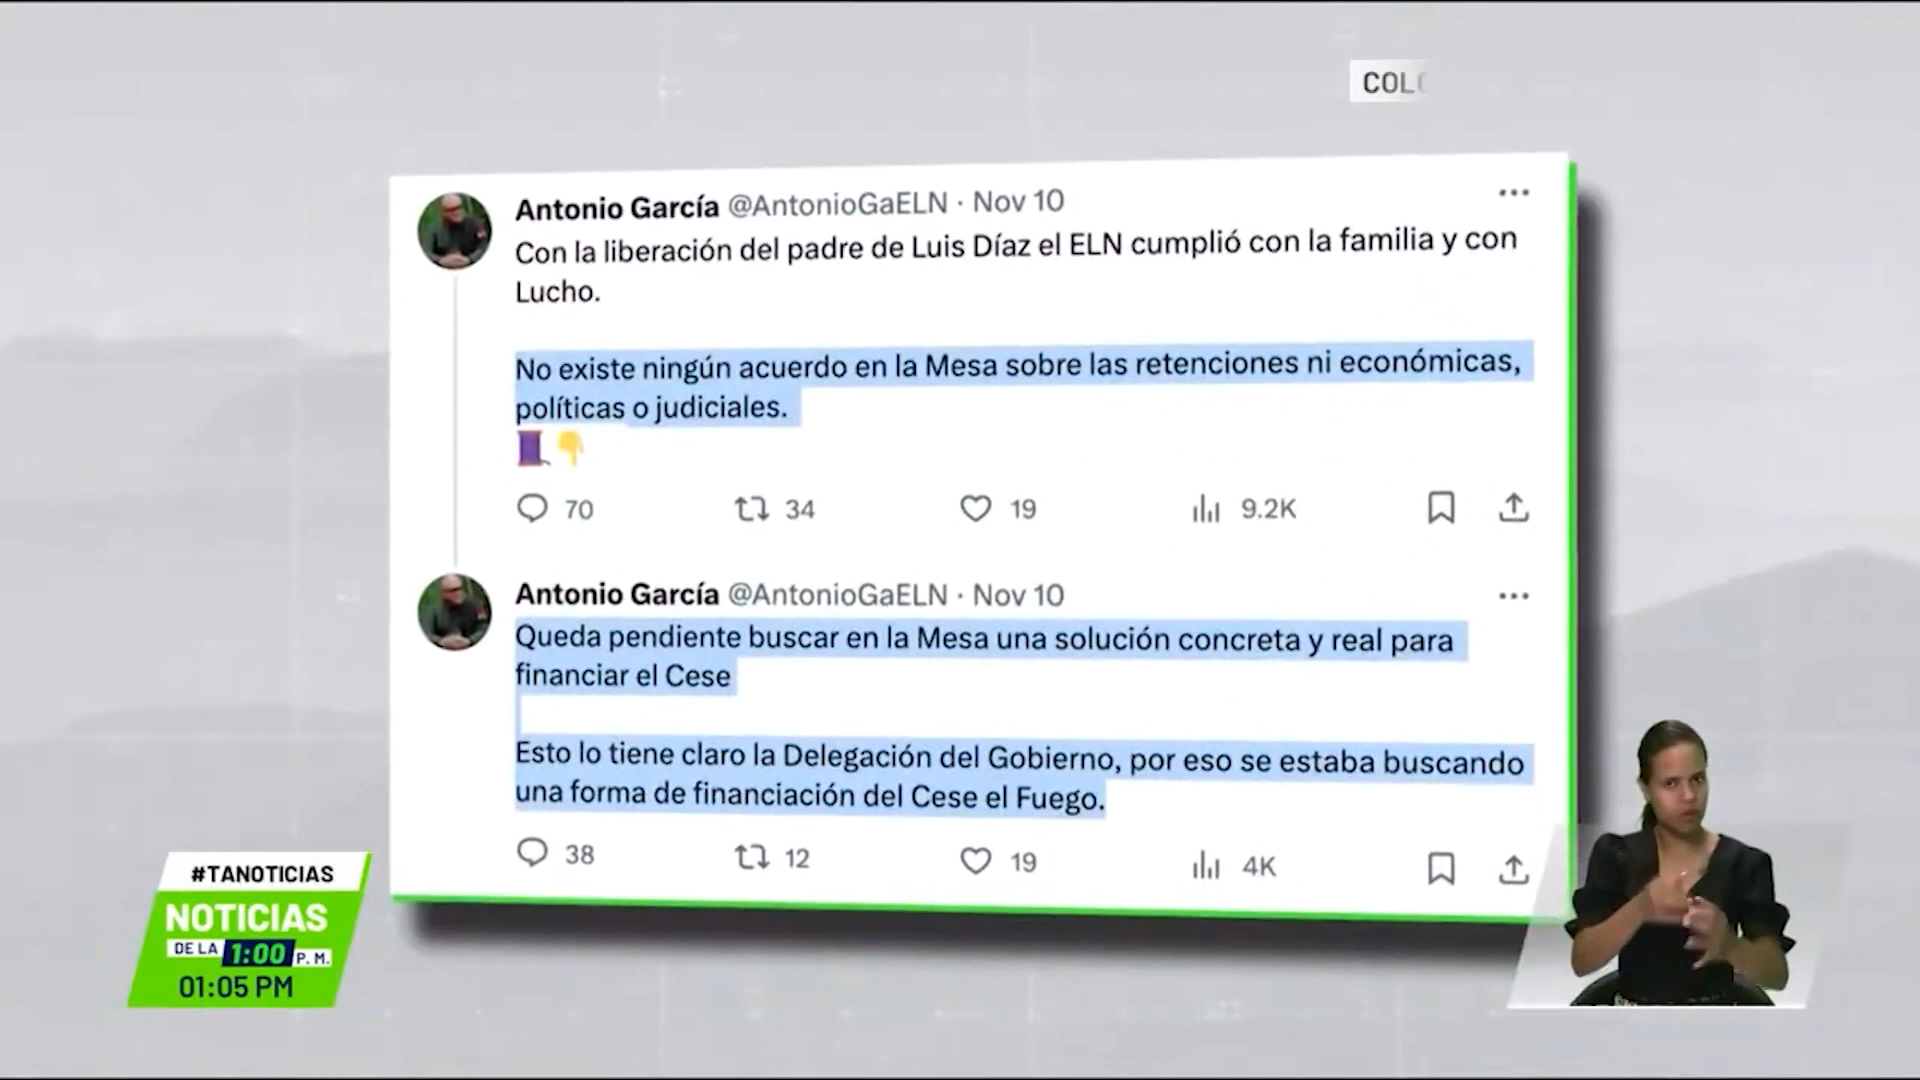 COLO
Antonio García @AntonioGaELN · Nov 10
Con la liberación del padre de Luis Díaz el ELN cumplió con la familia y con
Lucho.
No existe ningún acuerdo en la Mesa sobre las retenciones ni económicas,
políticas o judiciales.
70 34 19 9.2K
Antonio García @AntonioGaELN · Nov 10
Queda pendiente buscar en la Mesa una solución concreta y real para
financiar el Cese
Esto lo tiene claro la Delegación del Gobierno, por eso se estaba buscando
una forma de financiación del Cese el Fuego.
38 12 19 4K
#TANOTICIAS
NOTICIAS
DE LA 1:00 P. M.
01:05 PM